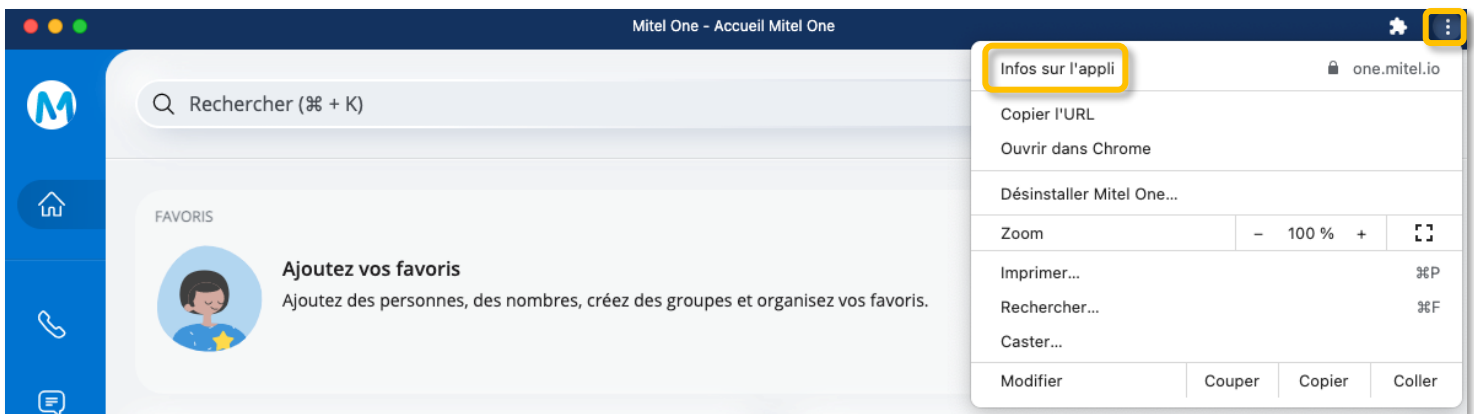 Mitel One - Accueil Mitel One
Infos sur l'appli one.mitel.io
M
Rechercher (⌘ + K)
Copier l'URL
Ouvrir dans Chrome
Désinstaller Mitel One...
FAVORIS
Zoom - 100 % +
Ajoutez vos favoris
Ajoutez des personnes, des nombres, créez des groupes et organisez vos favoris.
Imprimer... ⌘P
Rechercher... ⌘F
Caster...
Modifier Couper Copier Coller